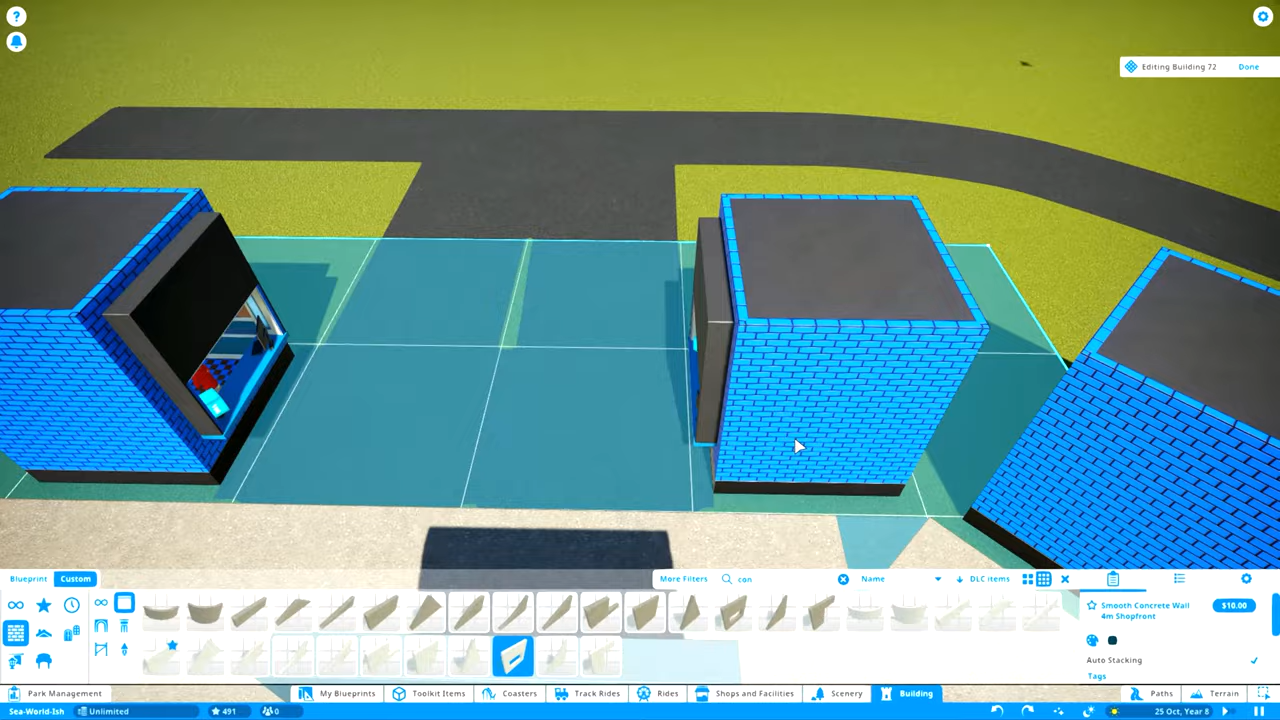 ?
Editing Building 72 Done
Blueprint Custom More Filters con Name DLC items
Smooth Concrete Wall
4m Shopfront
$10.00
Auto Stacking
Tags
Park Management My Blueprints Toolkit Items Coasters Track Rides Rides Shops and Facilities Scenery Building Paths Terrain
Sea-World-Ish Unlimited 491 0 25 Oct, Year 8